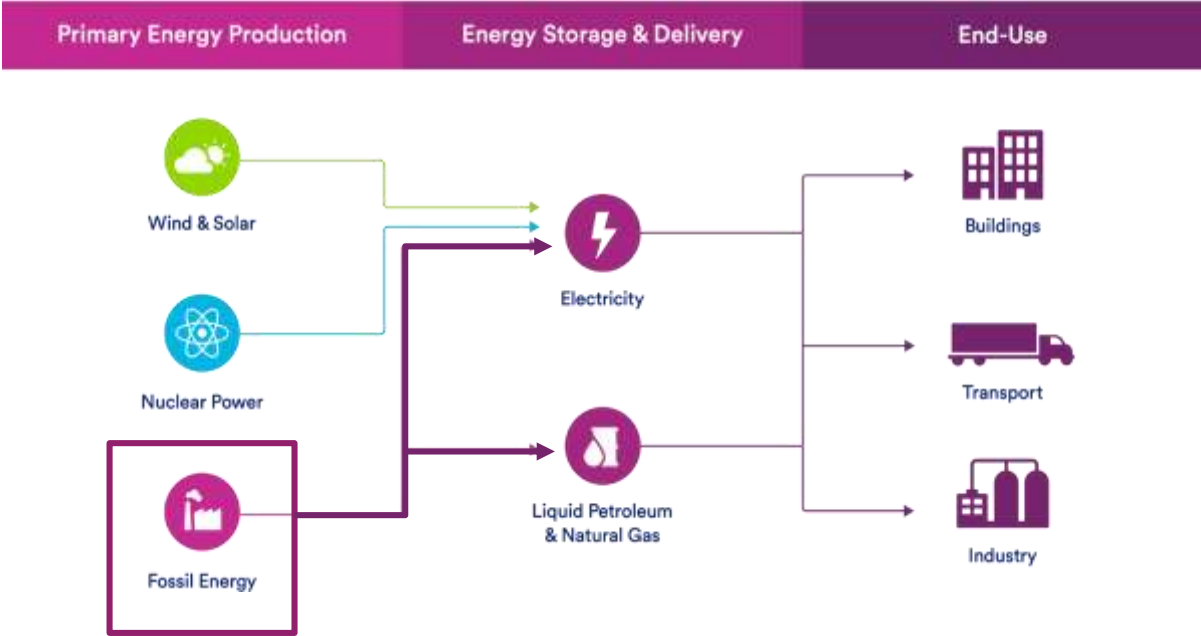 Primary Energy Production
Energy Storage & Delivery
End-Use
Wind & Solar
Nuclear Power
Fossil Energy
Electricity
Liquid Petroleum
& Natural Gas
Buildings
Transport
Industry